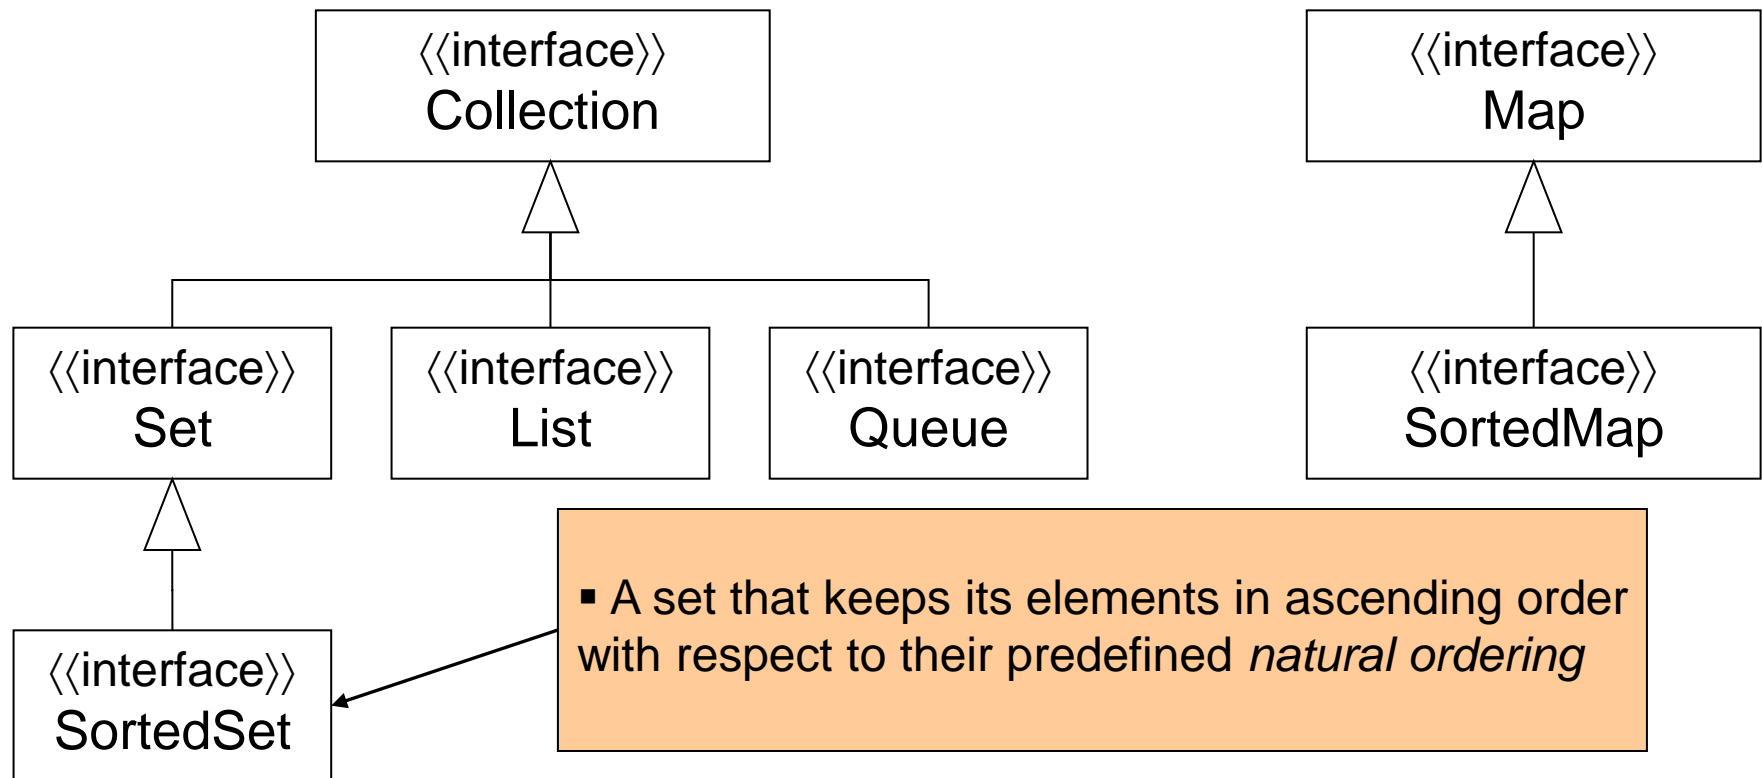 〈〈interface〉〉
Collection
〈〈interface〉〉
Map
〈〈interface〉〉
Set
〈〈interface〉〉
List
〈〈interface〉〉
Queue
〈〈interface〉〉
SortedMap
▪ A set that keeps its elements in ascending order
with respect to their predefined natural ordering
〈〈interface〉〉
SortedSet